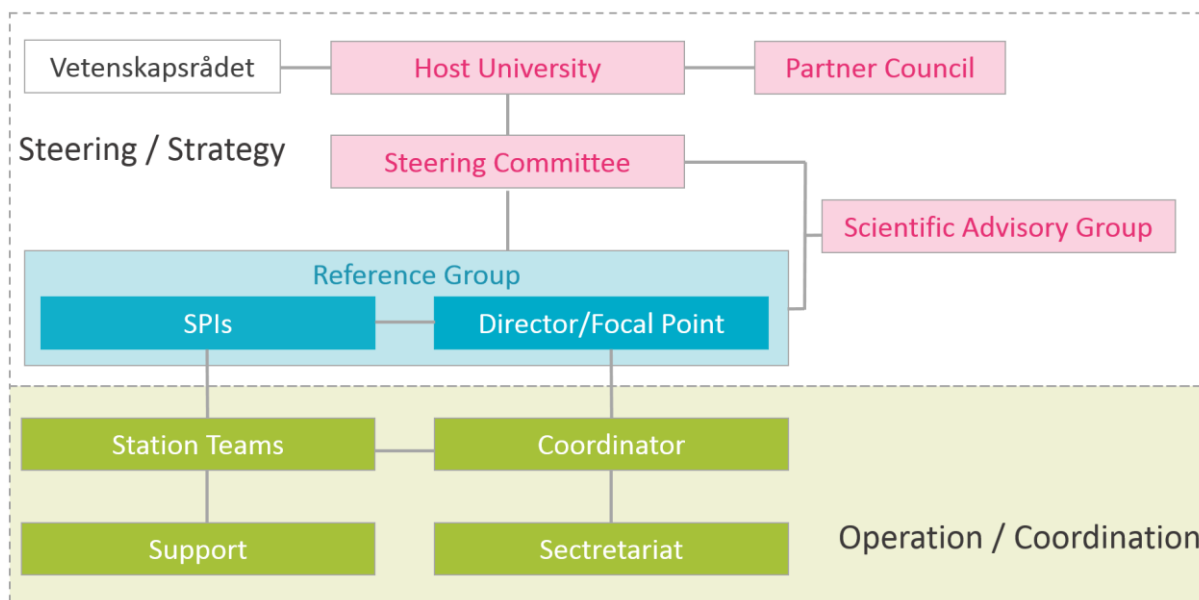 Vetenskapsrådet
Host University
Partner Council
Steering / Strategy
Steering Committee
Scientific Advisory Group
Reference Group
SPIs
Director/Focal Point
Station Teams
Coordinator
Support
Sectretariat
Operation / Coordination